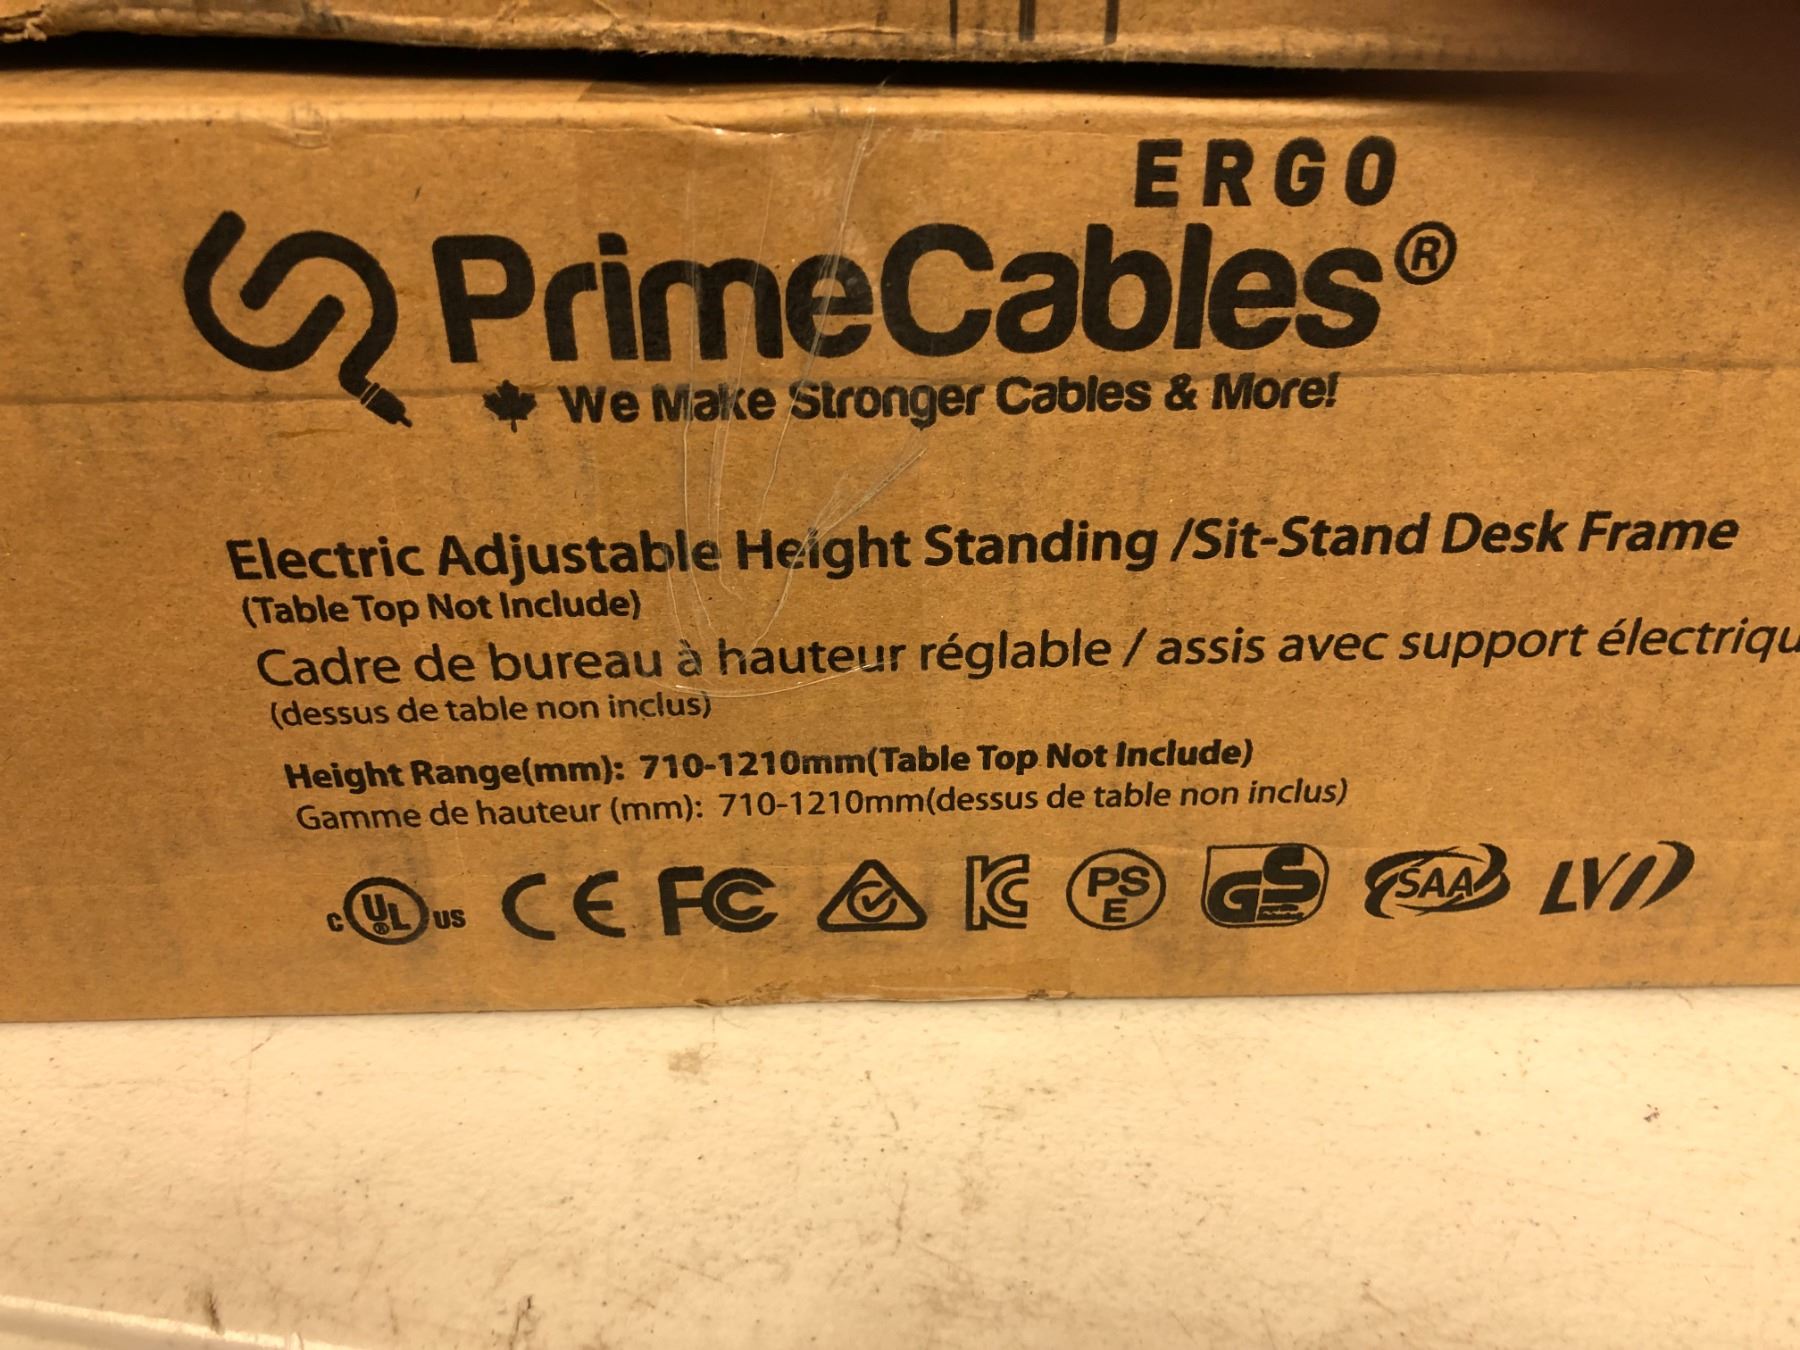 ERGO
PrimeCables®
We Make Stronger Cables & More!
Electric Adjustable Height Standing /Sit-Stand Desk Frame
(Table Top Not Include)
Cadre de bureau à hauteur réglable / assis avec support électriqu
(dessus de table non inclus)
Height Range(mm): 710-1210mm(Table Top Not Include)
Gamme de hauteur (mm): 710-1210mm(dessus de table non inclus)
c UL® US CE FC KC PSE GS SAA LVD